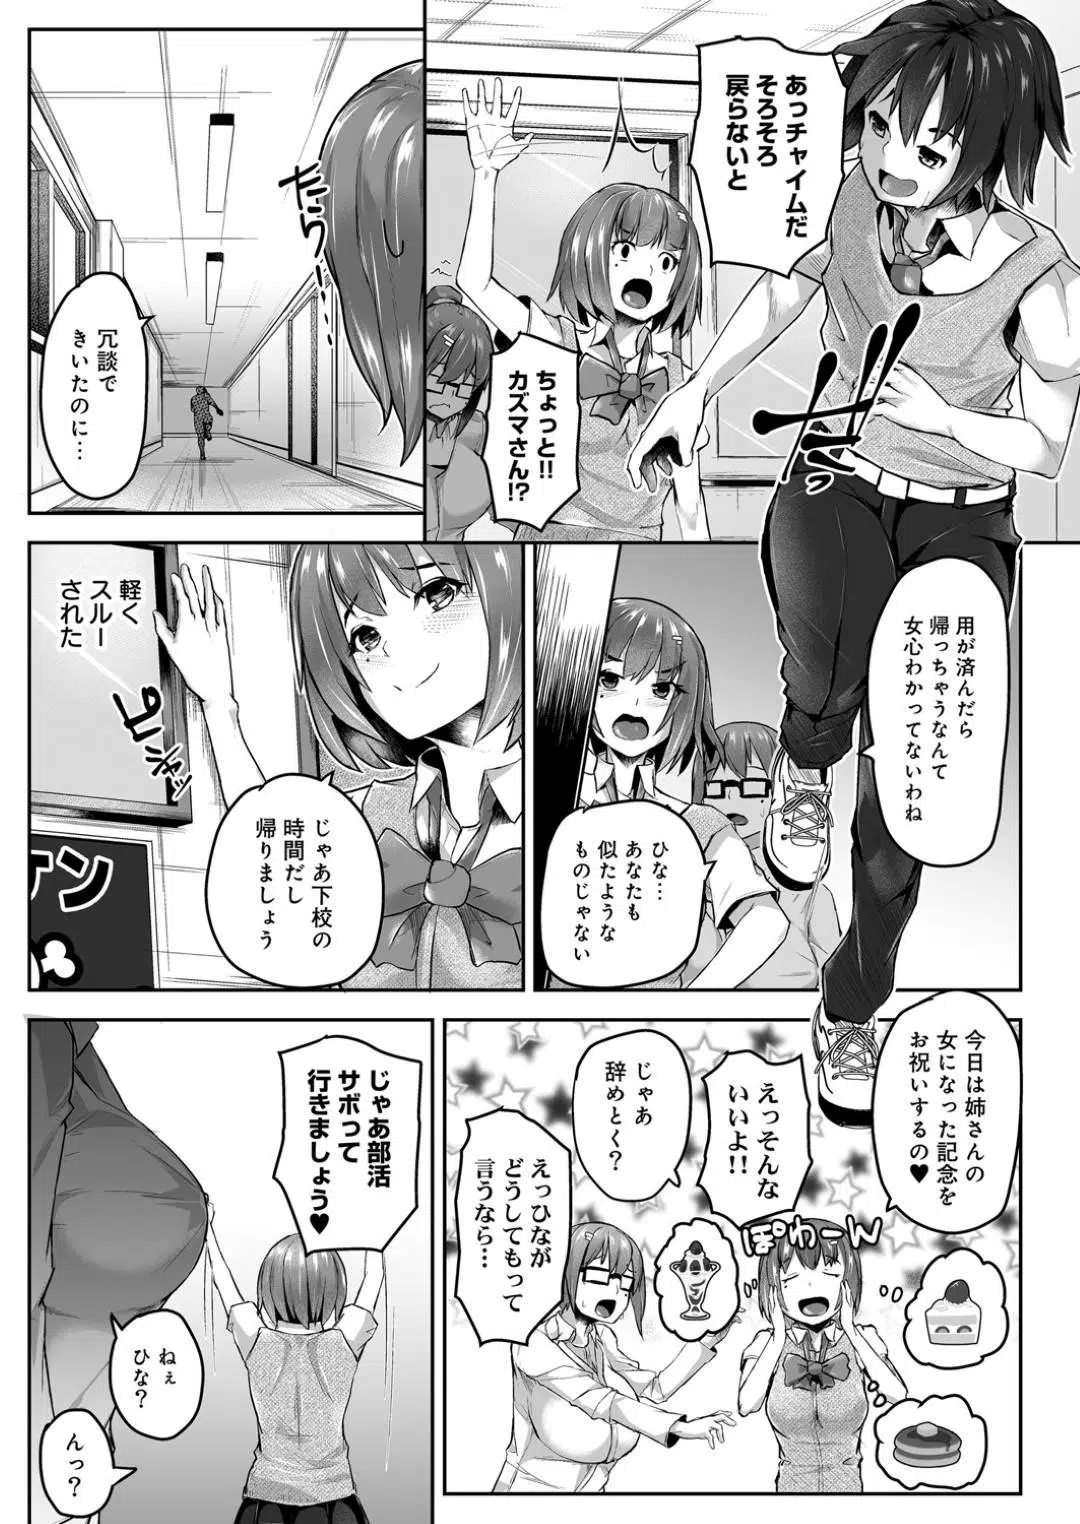 あっチャイムだ
そろそろ
戻らないと
ダッ
ちょっと!!
カズマさん!?
たら…
冗談で
きいたのに…
用が済んだら
帰っちゃうなんて
女心わかってないわね
ひな…
あなたも
似たような
ものじゃない
軽く
スルー
された
じゃあ下校の
時間だし
帰りましょう
ケン
今日は姉さんの
女になった記念を
お祝いするの♥
えっそんな
いいよ!!
じゃあ
辞めとく?
えっひなが
どうしてもって
言うなら…
ぽわーん
じゃあ部活
サボって
行きましょう♥
ねぇ
ひな?
んっ?